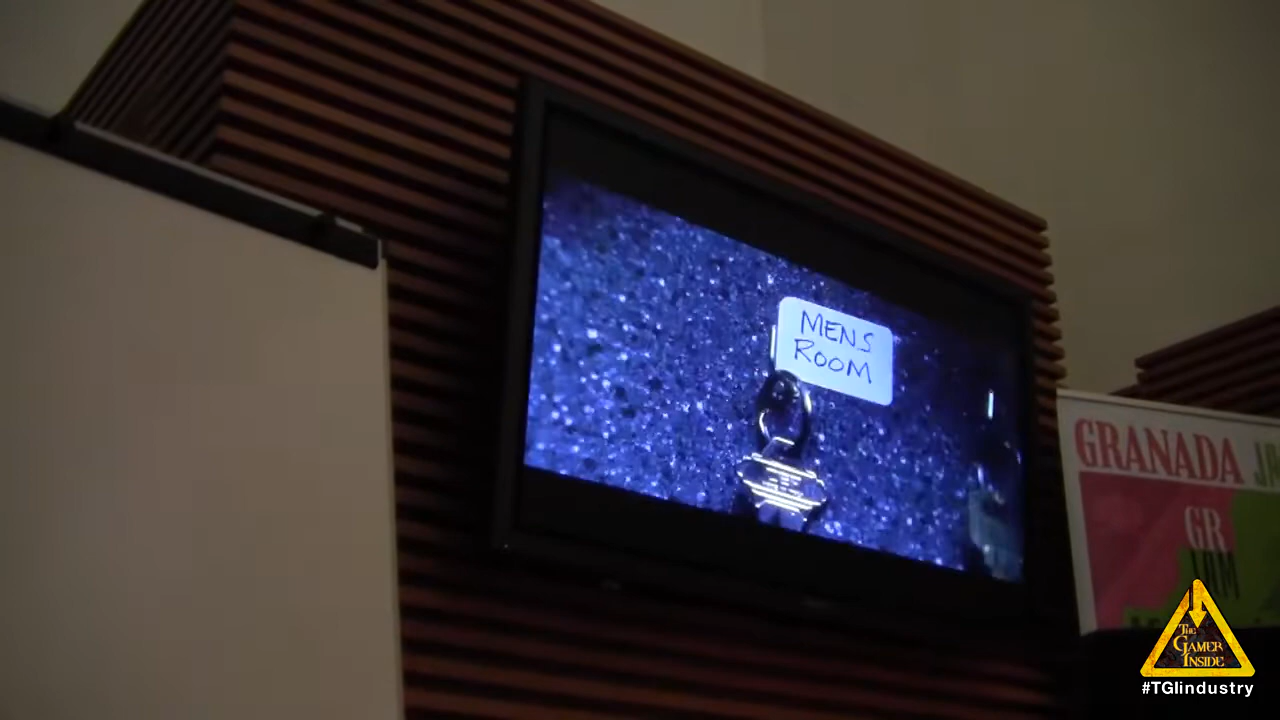 MENS
ROOM
GRANADA
GR
THE
GAMER
INSIDE
#TGIindustry